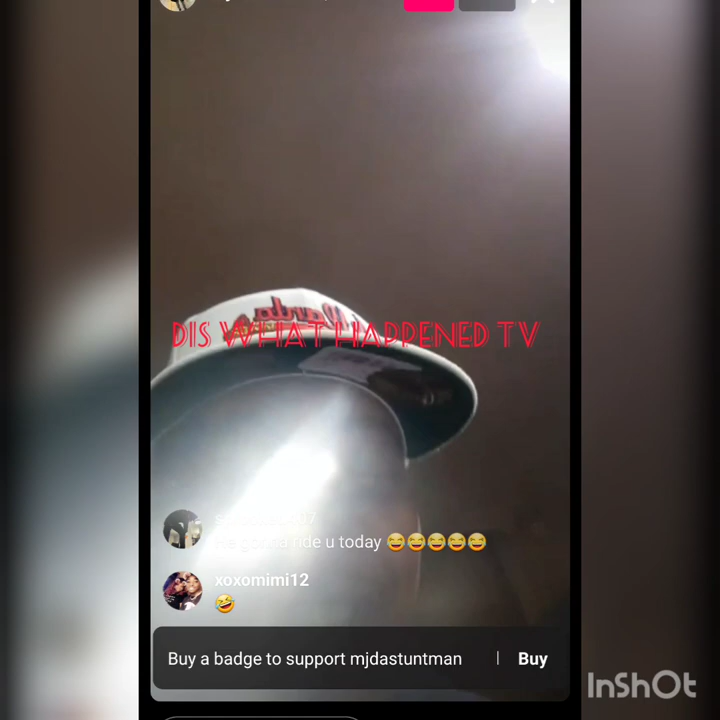 DIS WHAT HAPPENED TV
He gonna ride u today 😂😂😂😂😂
xoxomimi12
🤣
Buy a badge to support mjdastuntman | Buy
InShOt